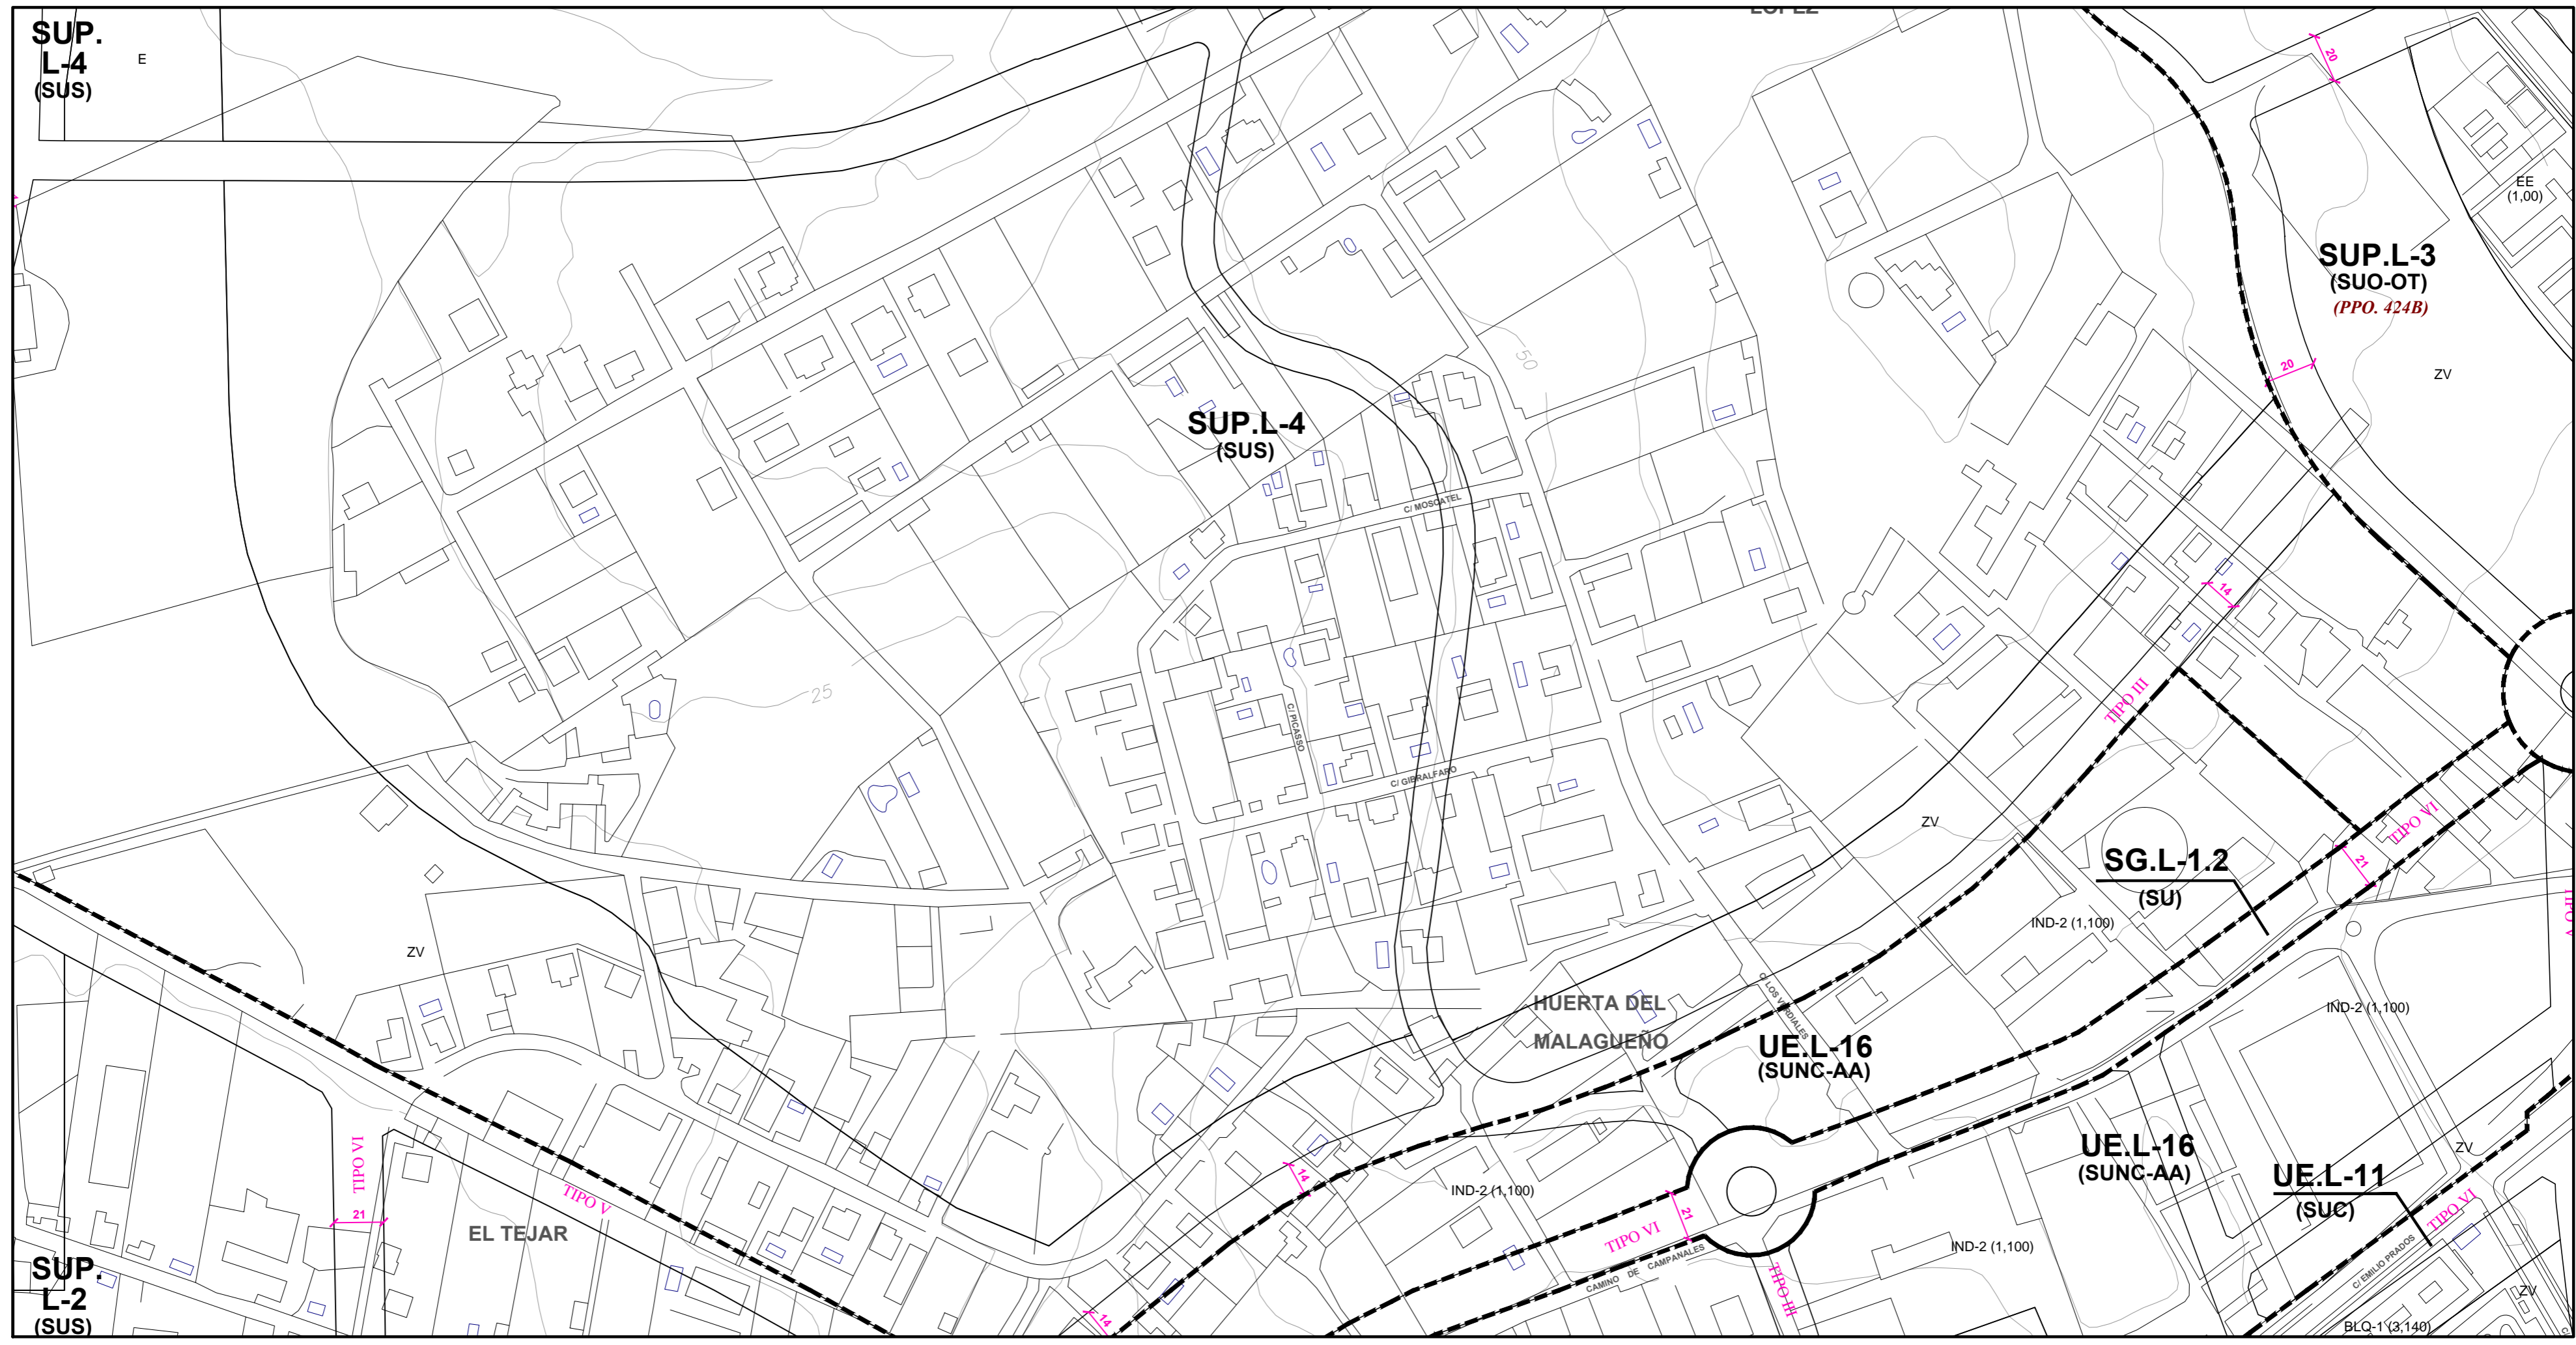 LOPEZ
SUP.
L-4
(SUS)
E
20
EE
(1,00)
SUP.L-3
(SUO-OT)
(PPO. 424B)
50
20
ZV
SUP.L-4
(SUS)
C/ MOSCATEL
14
25
TIPO III
C/ PICASSO
C/ GIBRALFARO
ZV
TIPO VI
21
SG.L-1.2
(SU)
TIPO V
IND-2 (1,100)
ZV
HUERTA DEL
MALAGUEÑO
C/ LOS VERDIALES
IND-2 (1,100)
UE.L-16
(SUNC-AA)
TIPO VI
21
TIPO V
EL TEJAR
14
IND-2 (1,100)
21
TIPO VI
UE.L-16
(SUNC-AA)
ZV
UE.L-11
(SUC)
TIPO VI
IND-2 (1,100)
CAMINO DE CAMPANALES
TIPO III
C/ EMILIO PRADOS
ZV
SUP.
L-2
(SUS)
14
BLQ-1 (3,140)